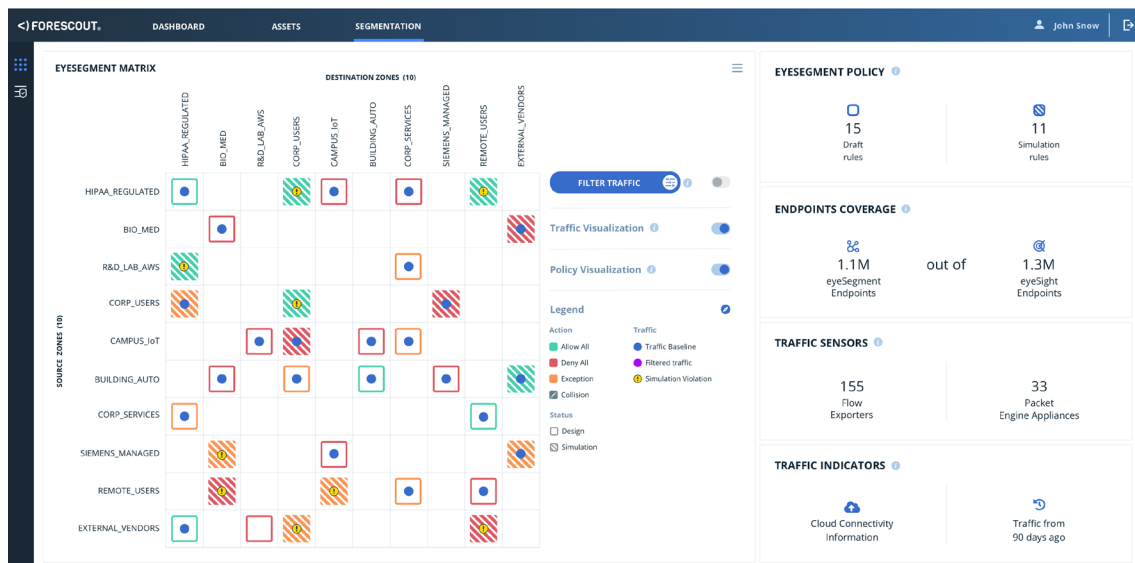 <) FORESCOUT.
DASHBOARD
ASSETS
SEGMENTATION
John Snow
EYESEGMENT MATRIX
DESTINATION ZONES (10)
HIPAA_REGULATED
BIO_MED
R&D_LAB_AWS
CORP_USERS
CAMPUS_IoT
BUILDING_AUTO
CORP_SERVICES
SIEMENS_MANAGED
REMOTE_USERS
EXTERNAL_VENDORS
SOURCE ZONES (10)
HIPAA_REGULATED
BIO_MED
R&D_LAB_AWS
CORP_USERS
CAMPUS_IoT
BUILDING_AUTO
CORP_SERVICES
SIEMENS_MANAGED
REMOTE_USERS
EXTERNAL_VENDORS
FILTER TRAFFIC
Traffic Visualization
Policy Visualization
Legend
Action
Allow All
Deny All
Exception
Collision
Status
Design
Simulation
Traffic
Traffic Baseline
Filtered traffic
Simulation Violation
EYESEGMENT POLICY
15
Draft
rules
11
Simulation
rules
ENDPOINTS COVERAGE
1.1M
eyeSegment
Endpoints
out of
1.3M
eyeSight
Endpoints
TRAFFIC SENSORS
155
Flow
Exporters
33
Packet
Engine Appliances
TRAFFIC INDICATORS
Cloud Connectivity
Information
Traffic from
90 days ago